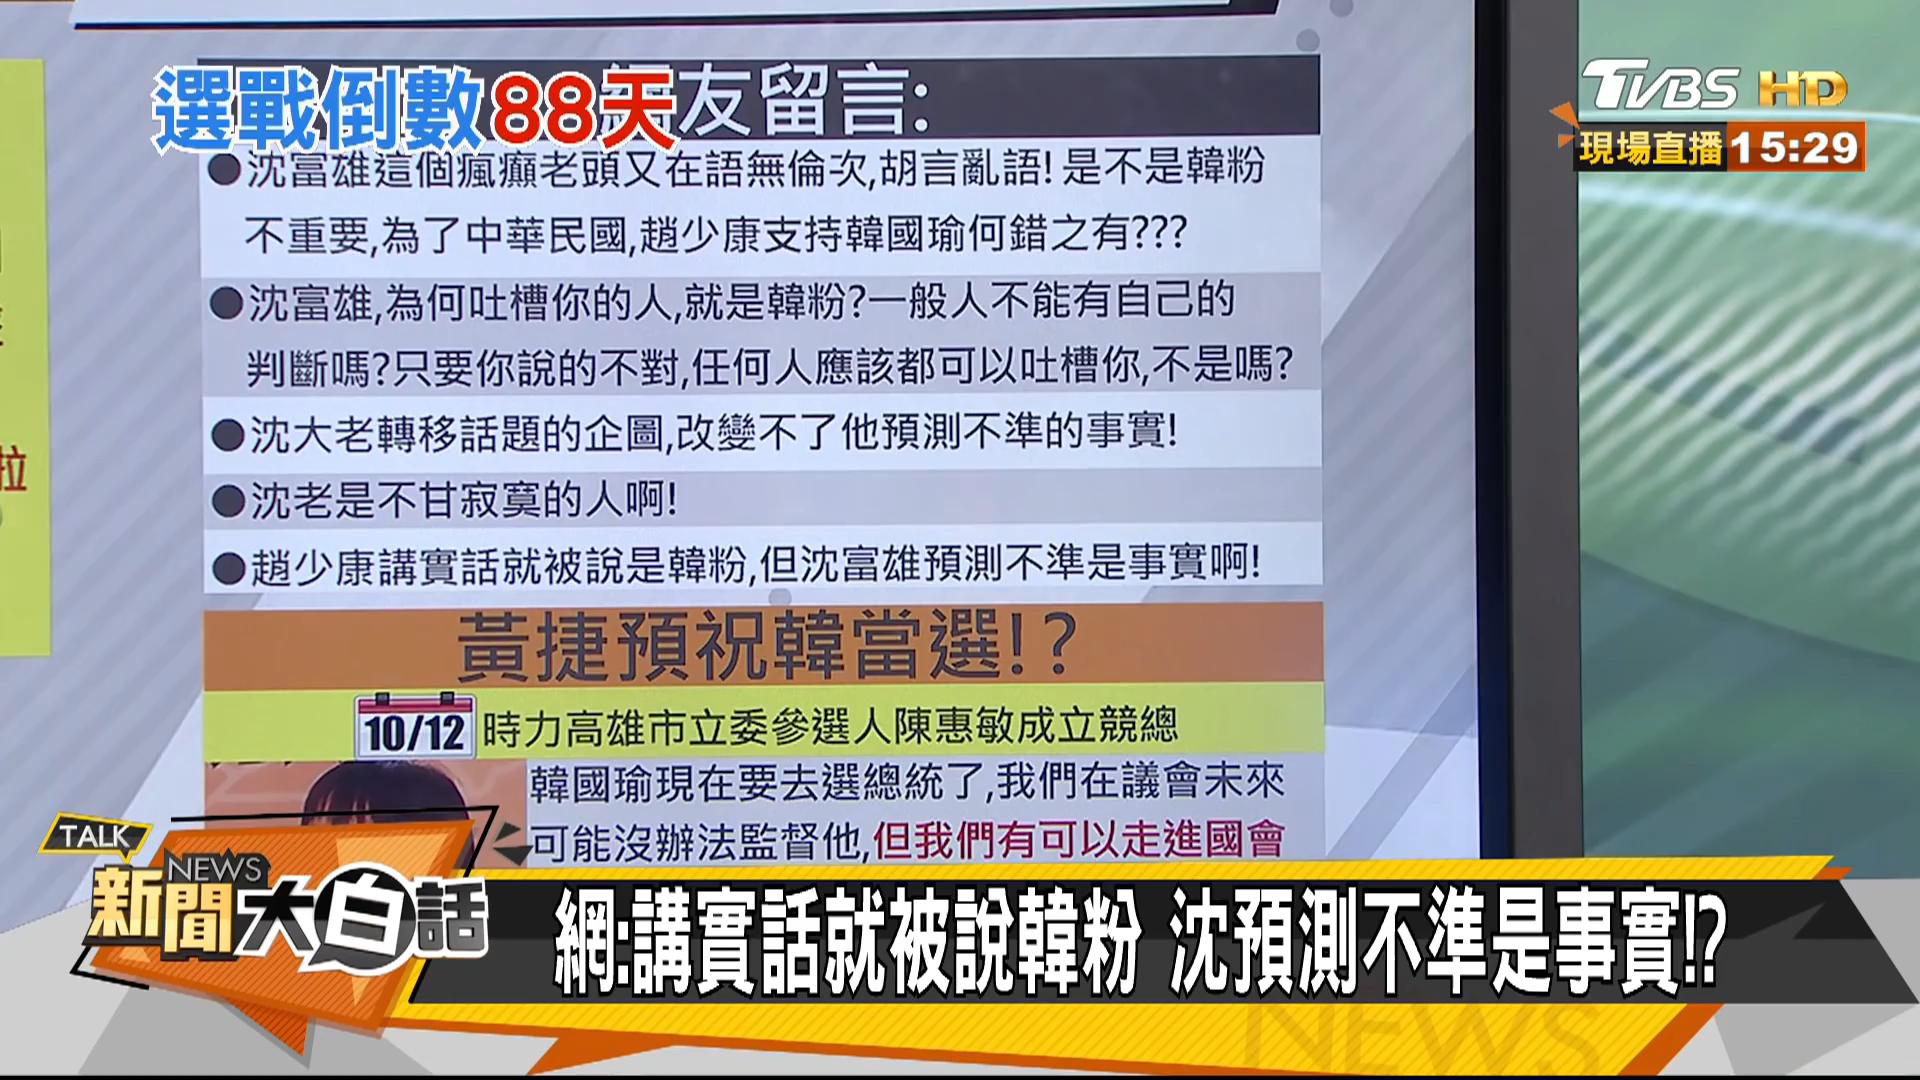 選戰倒數88天
友留言:
TVBS HD
現場直播 15:29
●沈富雄這個瘋癲老頭又在語無倫次,胡言亂語!是不是韓粉
不重要,為了中華民國,趙少康支持韓國瑜何錯之有???
●沈富雄,為何吐槽你的人,就是韓粉?一般人不能有自己的
判斷嗎?只要你說的不對,任何人應該都可以吐槽你,不是嗎?
●沈大老轉移話題的企圖,改變不了他預測不準的事實!
●沈老是不甘寂寞的人啊!
●趙少康講實話就被說是韓粉,但沈富雄預測不準是事實啊!
拉
黃捷預祝韓當選!?
10/12 時力高雄市立委參選人陳惠敏成立競總
韓國瑜現在要去選總統了,我們在議會未來
可能沒辦法監督他,但我們有可以走進國會
TALK
NEWS
新聞大白話
網:講實話就被說韓粉 沈預測不準是事實!?
NEWS